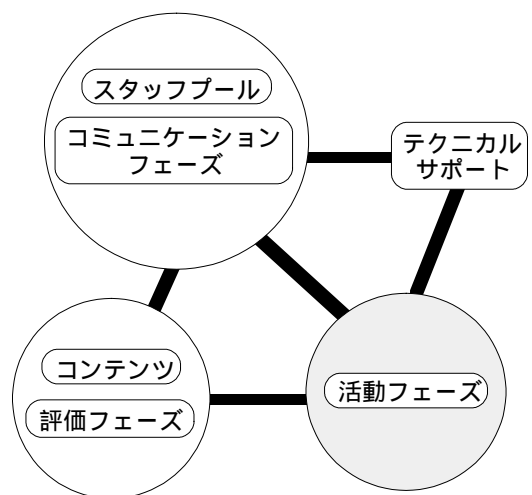 スタッフプール
コミュニケーション
フェーズ
テクニカル
サポート
コンテンツ
評価フェーズ
活動フェーズ